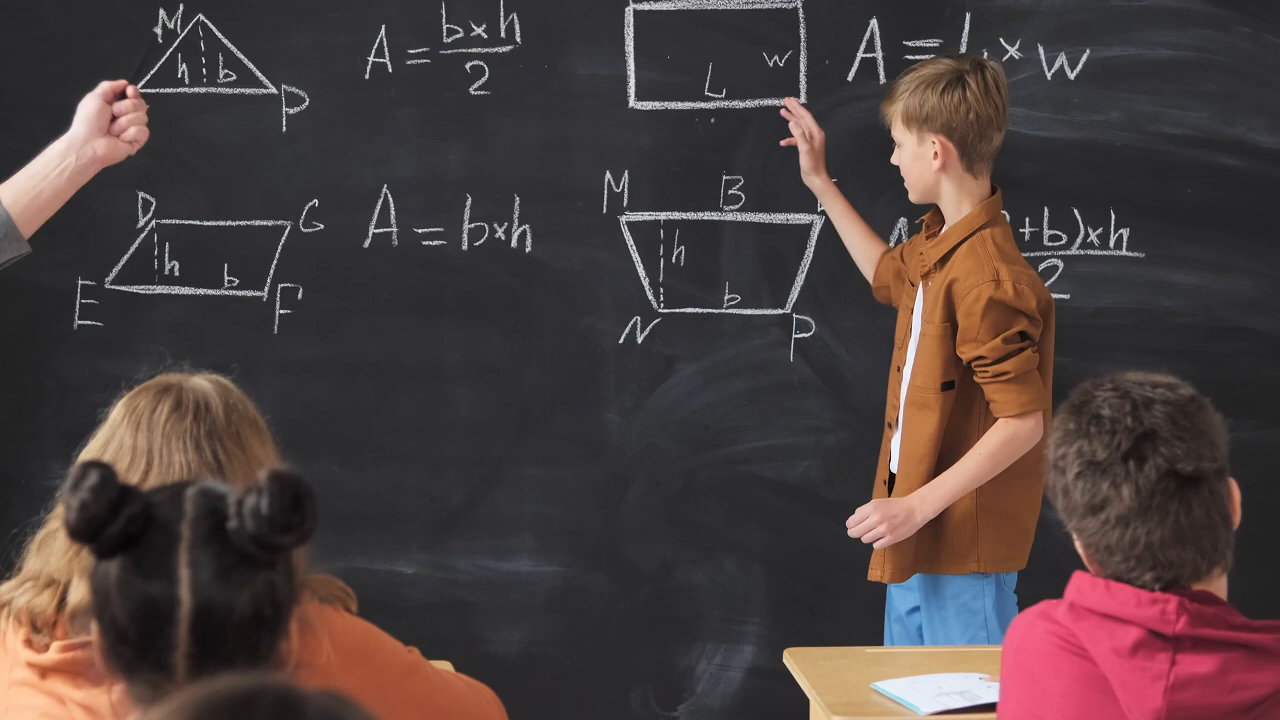 M
h b
P
A = b×h / 2
L
w
A = L × w
D
G
h
b
E
F
A = b×h
M
B
h
b
N
P
+b)×h / 2